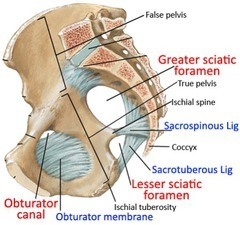 False pelvis
Greater sciatic
foramen
True pelvis
Ischial spine
Sacrospinous Lig
Coccyx
Sacrotuberous Lig
Lesser sciatic
foramen
Obturator
canal
Ischial tuberosity
Obturator membrane